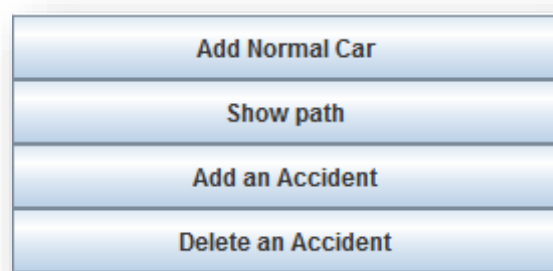 Add Normal Car
Show path
Add an Accident
Delete an Accident